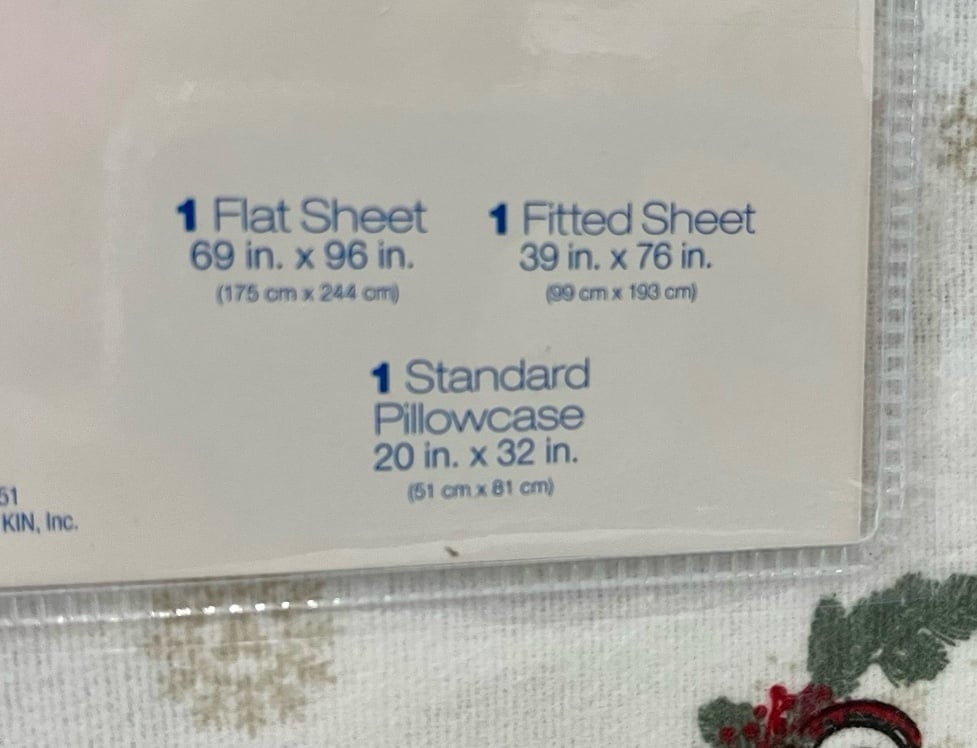 1 Flat Sheet
69 in. x 96 in.
(175 cm x 244 cm)
1 Fitted Sheet
39 in. x 76 in.
(99 cm x 193 cm)
1 Standard
Pillowcase
20 in. x 32 in.
(51 cm x 81 cm)
51
KIN, Inc.